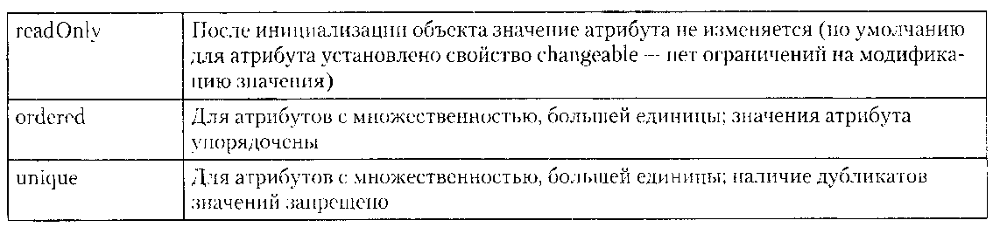 readOnly
После инициализации объекта значение атрибута не изменяется (по умолчанию
для атрибута установлено свойство changeable — нет ограничений на модифика-
цию значения)
ordered
Для атрибутов с множественностью, большей единицы; значения атрибута
упорядочены
unique
Для атрибутов с множественностью, большей единицы; наличие дубликатов
значений запрещено